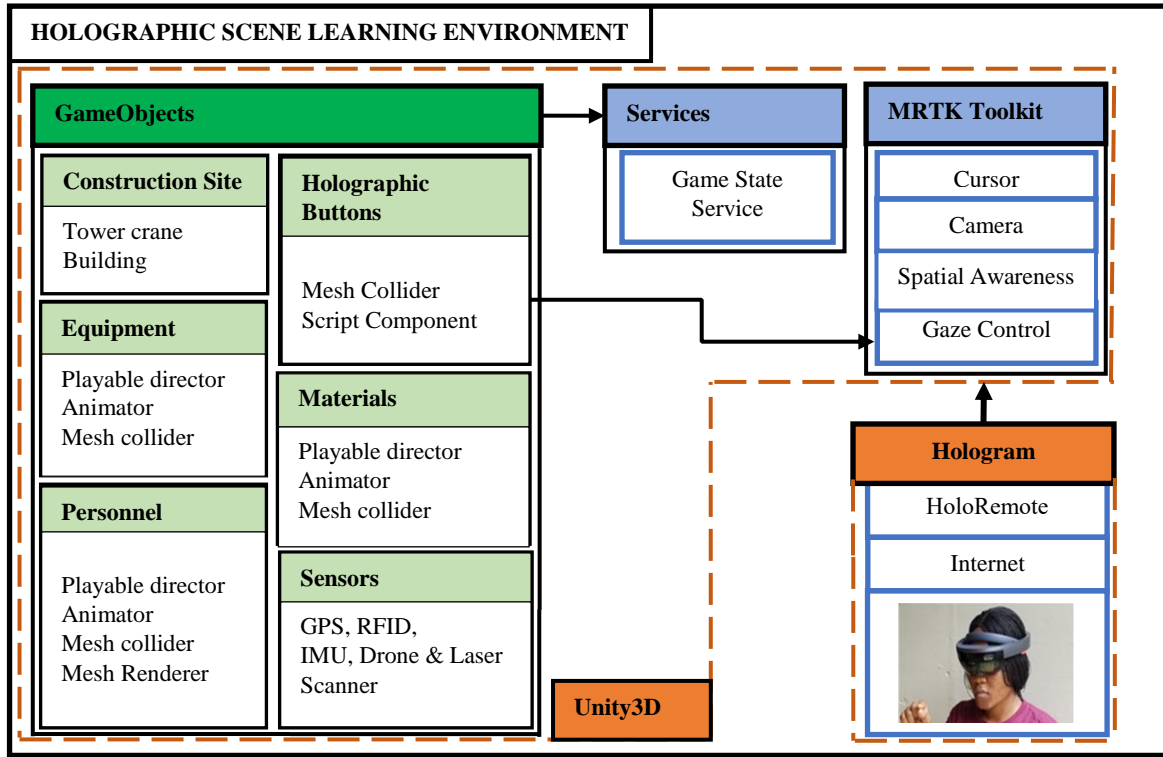 HOLOGRAPHIC SCENE LEARNING ENVIRONMENT
GameObjects
Construction Site
Tower crane
Building
Equipment
Playable director
Animator
Mesh collider
Personnel
Playable director
Animator
Mesh collider
Mesh Renderer
Holographic
Buttons
Mesh Collider
Script Component
Materials
Playable director
Animator
Mesh collider
Sensors
GPS, RFID,
IMU, Drone & Laser
Scanner
Services
Game State
Service
MRTK Toolkit
Cursor
Camera
Spatial Awareness
Gaze Control
Hologram
HoloRemote
Internet
Unity3D